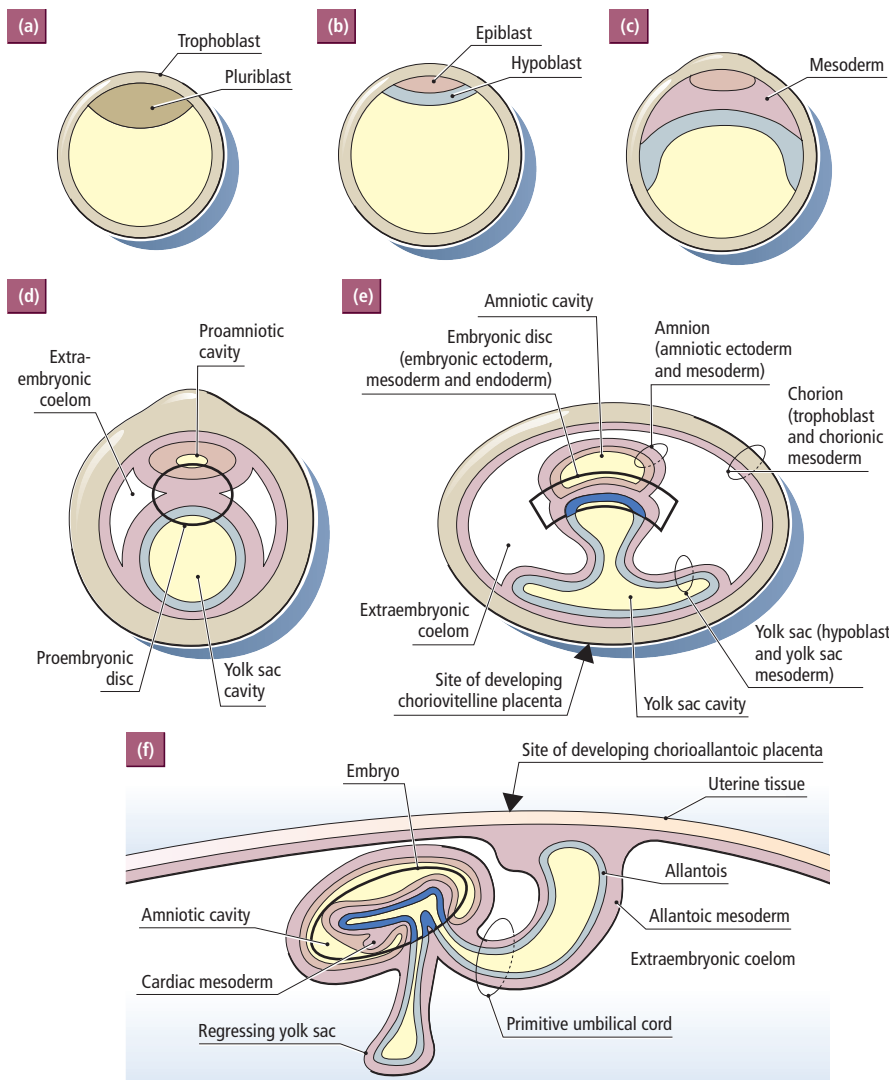 (a)
Trophoblast
Pluriblast
(b)
Epiblast
Hypoblast
(c)
Mesoderm
(d)
Proamniotic
cavity
Extra-
embryonic
coelom
Proembryonic
disc
Yolk sac
cavity
(e)
Amniotic cavity
Embryonic disc
(embryonic ectoderm,
mesoderm and endoderm)
Amnion
(amniotic ectoderm
and mesoderm)
Chorion
(trophoblast
and chorionic
mesoderm
Extraembryonic
coelom
Site of developing
choriovitelline placenta
Yolk sac cavity
Yolk sac (hypoblast
and yolk sac
mesoderm)
(f)
Site of developing chorioallantoic placenta
Embryo
Uterine tissue
Allantois
Amniotic cavity
Allantoic mesoderm
Extraembryonic coelom
Cardiac mesoderm
Regressing yolk sac
Primitive umbilical cord